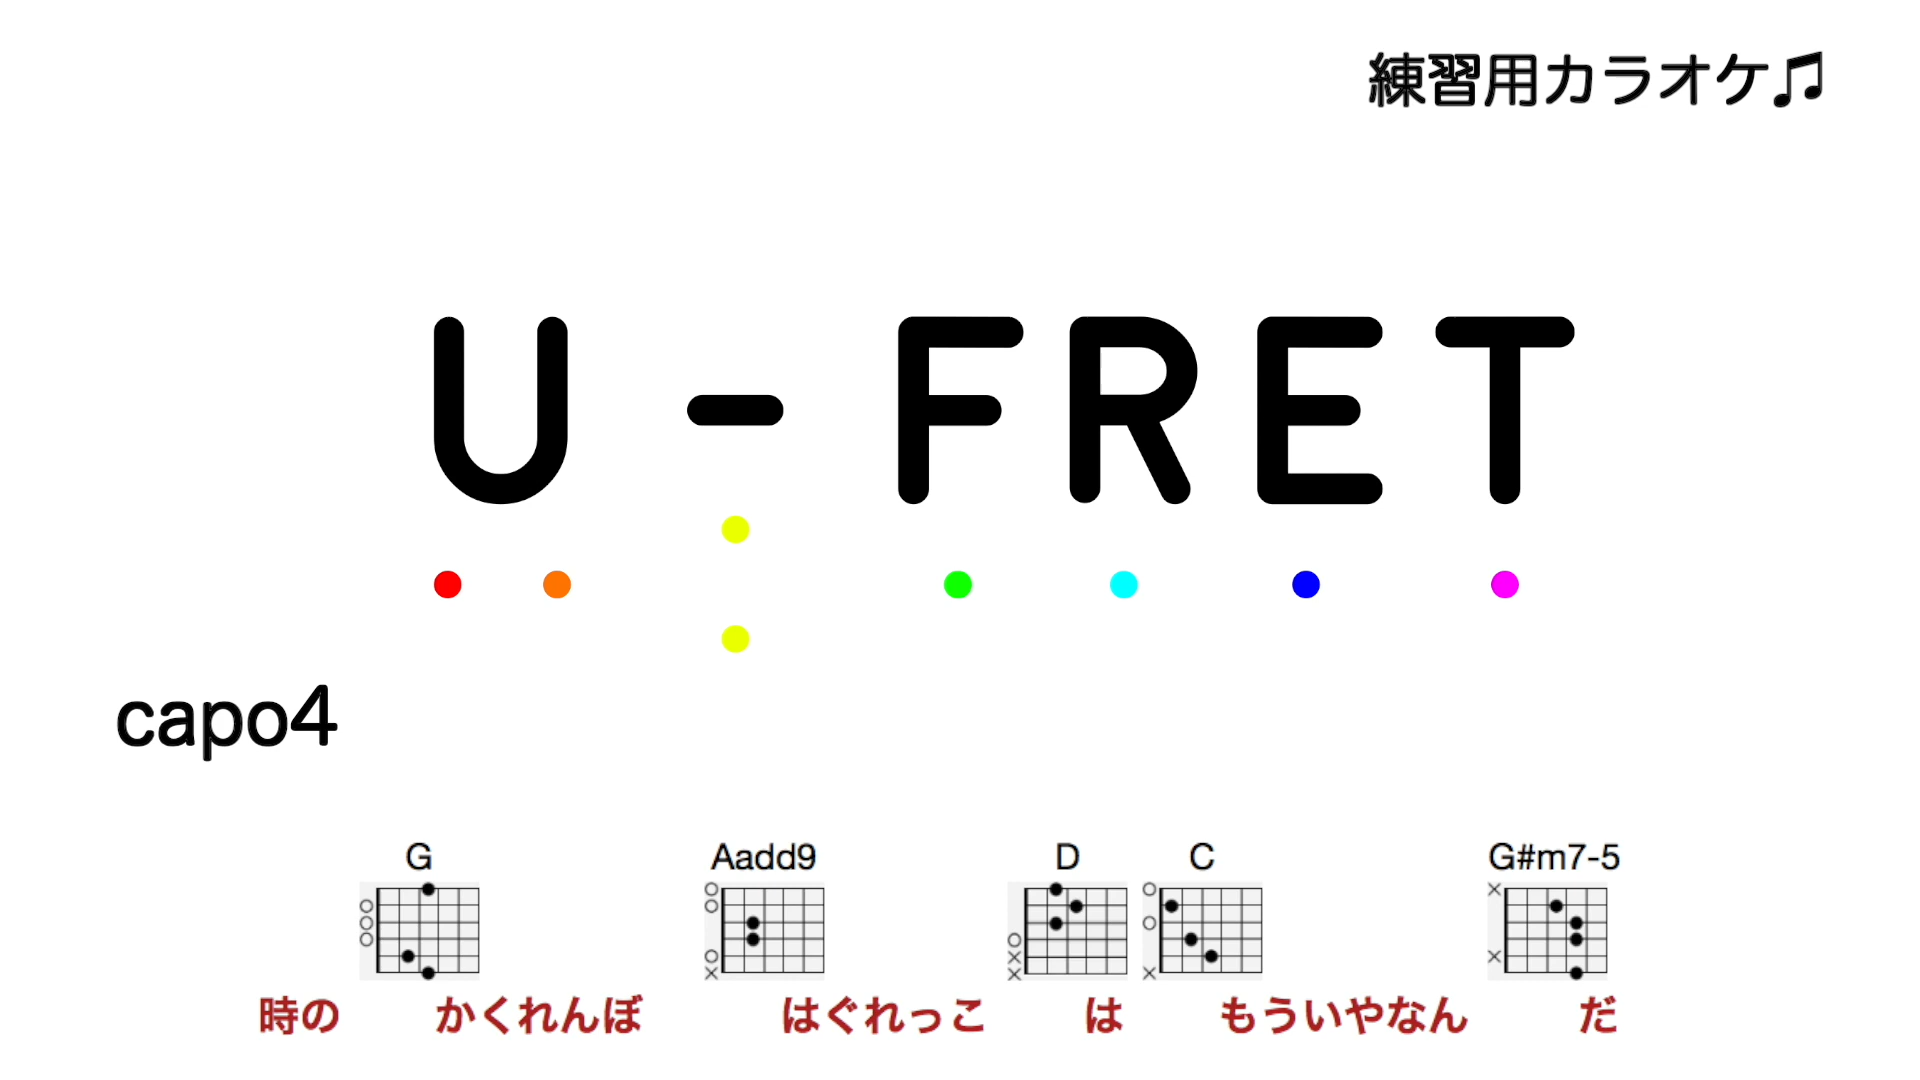 練習用カラオケ♫
U-FRET
capo4
G Aadd9 D C G#m7-5
時の かくれんぼ はぐれっこ は もういやなん だ